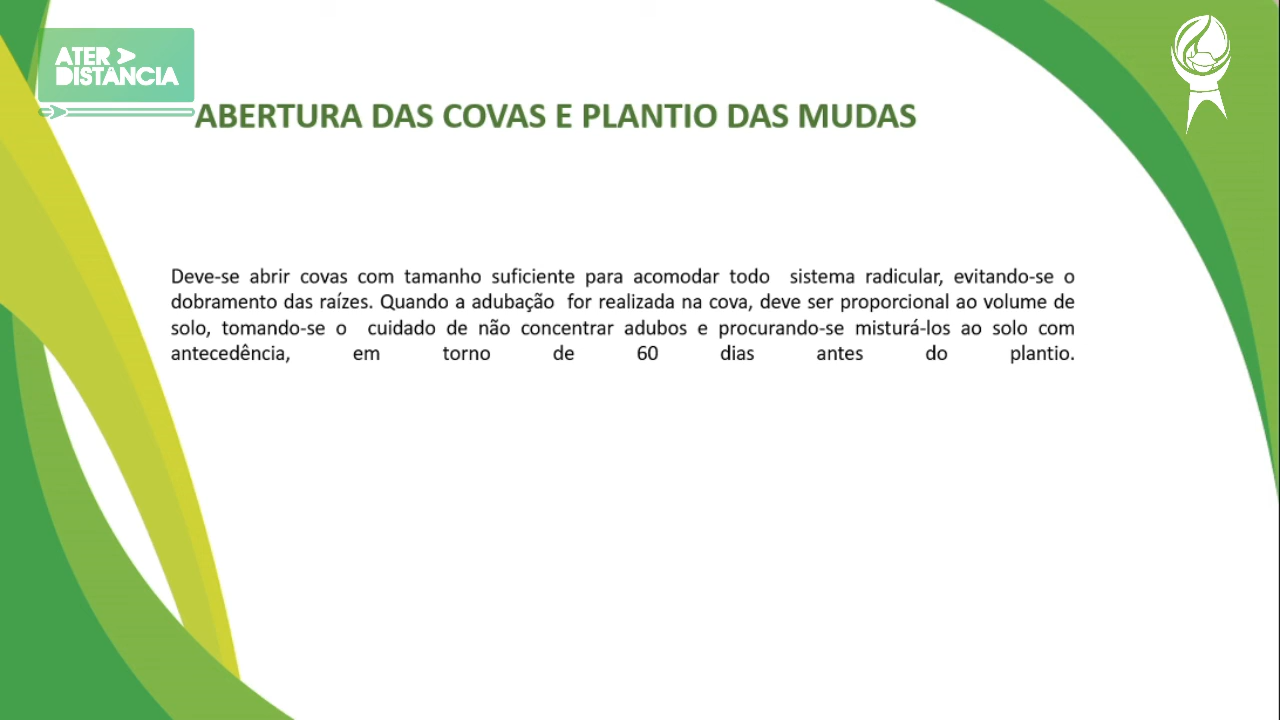 ATER
DISTÂNCIA
ABERTURA DAS COVAS E PLANTIO DAS MUDAS
Deve-se abrir covas com tamanho suficiente para acomodar todo sistema radicular, evitando-se o
dobramento das raízes. Quando a adubação for realizada na cova, deve ser proporcional ao volume de
solo, tomando-se o cuidado de não concentrar adubos e procurando-se misturá-los ao solo com
antecedência, em torno de 60 dias antes do plantio.